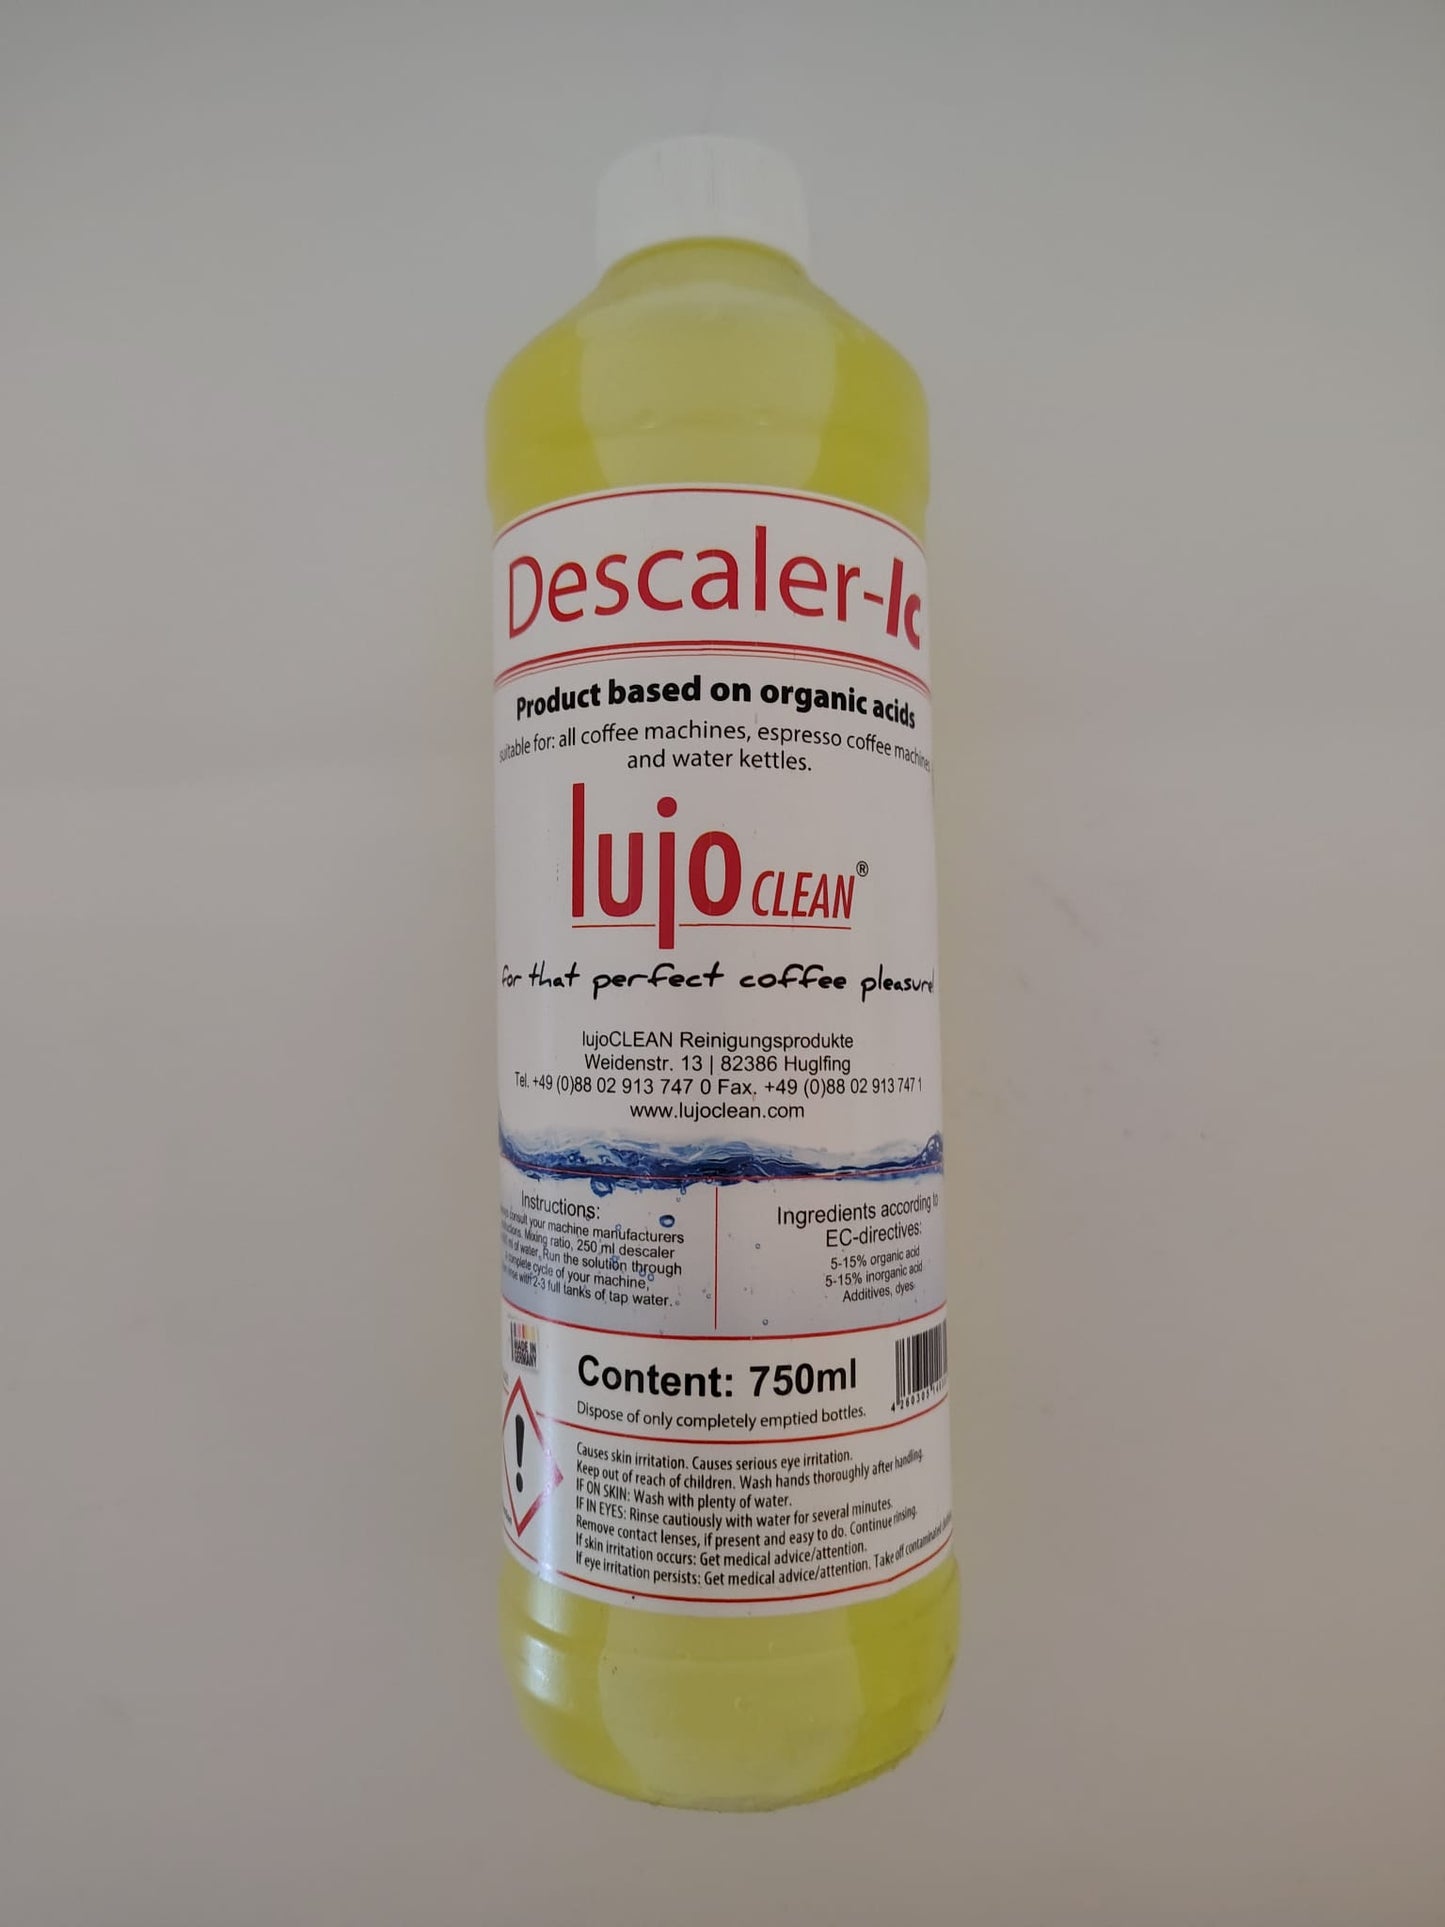 Descaler-lc
Product based on organic acids
suitable for: all coffee machines, espresso coffee machines
and water kettles.
lujo CLEAN®
for that perfect coffee pleasure!
lujoCLEAN Reinigungsprodukte
Weidenstr. 13 | 82386 Huglfing
Tel. +49 (0)88 02 913 747 0 Fax. +49 (0)88 02 913 747 1
www.lujoclean.com
Instructions:
consult your machine manufacturers
Mixing ratio, 250 ml descaler
ml of water, Run the solution through
complete cycle of your machine,
rinse with 2-3 full tanks of tap water.
Ingredients according to
EC-directives:
5-15% organic acid
5-15% inorganic acid
Additives, dyes
MADE IN
GERMANY
Content: 750ml
Dispose of only completely emptied bottles.
4 260305
Causes skin irritation. Causes serious eye irritation.
Keep out of reach of children. Wash hands thoroughly after handling.
IF ON SKIN: Wash with plenty of water.
IF IN EYES: Rinse cautiously with water for several minutes.
Remove contact lenses, if present and easy to do. Continue rinsing.
If skin irritation occurs: Get medical advice/attention.
If eye irritation persists: Get medical advice/attention. Take off contaminated